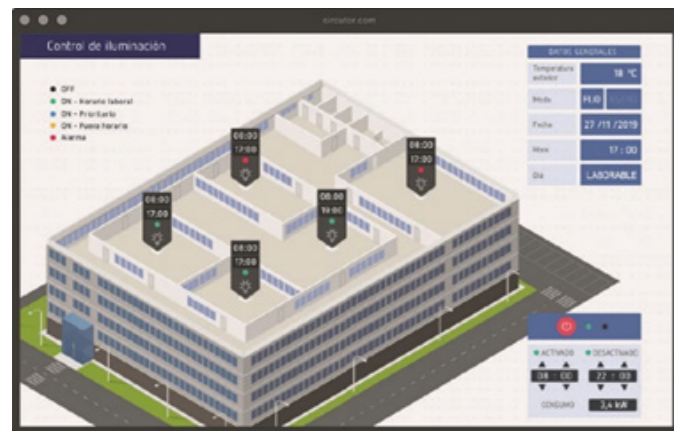 circutor.com
Control de iluminación
OFF
ON - Horario laboral
ON - Prioritario
ON - Fuera horario
Alarma
DATOS GENERALES
Temperatura exterior
18 °C
Modo
FRIO
Fecha
27 /11 /2019
Hora
17 : 00
Día
LABORABLE
08:00
17:00
08:00
17:00
08:00
17:00
08:00
19:00
08:00
17:00
ACTIVADO
DESACTIVADO
08 : 00
22 : 00
CONSUMO
3,4 kW